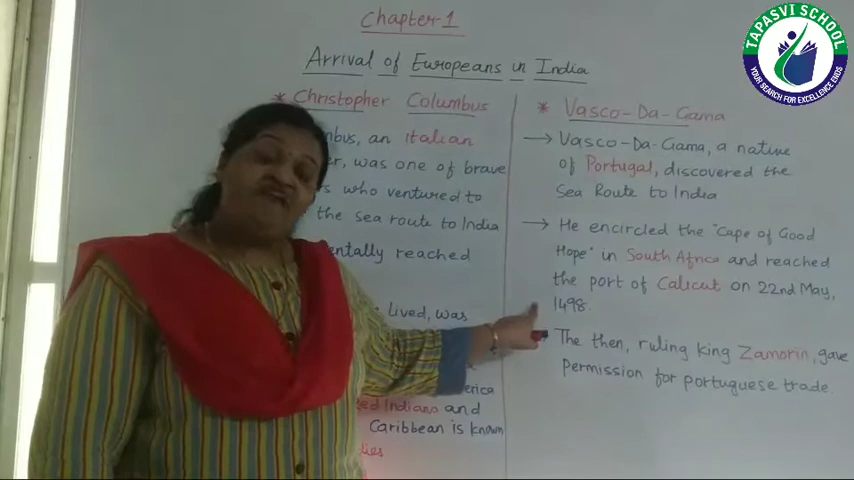 Chapter-1
Arrival of Europeans in India
* Christopher Columbus
an Italian
was one of brave
who ventured to
the sea route to India
reached
Lived, was
Indians and
Caribbean is known
* Vasco-Da-Gama
→ Vasco-Da-Gama, a native
of Portugal, discovered the
Sea Route to India
→ He encircled the "Cape of Good
Hope" in South Africa and reached
the port of Calicut on 22nd May,
1498.
The then, ruling king Zamorin, gave
Permission for portuguese trade.
TAPASVI SCHOOL
YOUR SEARCH FOR EXCELLENCE ENDS